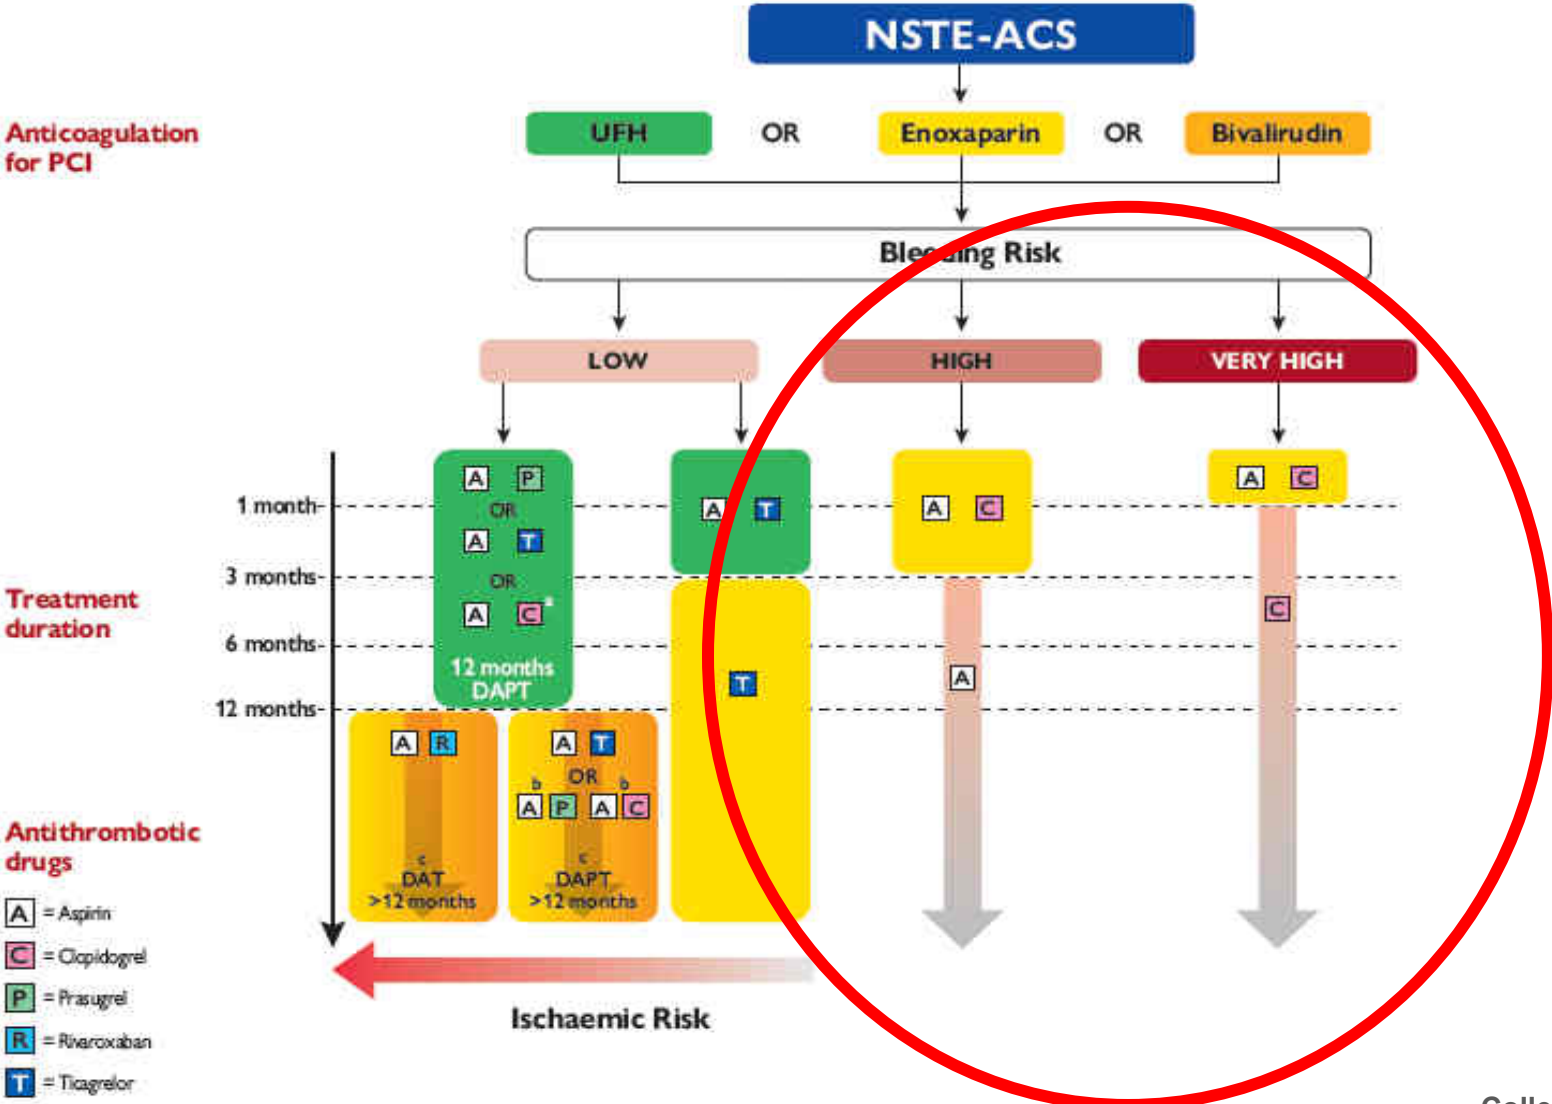 NSTE-ACS
Anticoagulation
for PCI
UFH OR Enoxaparin OR Bivalirudin
Bleeding Risk
LOW HIGH VERY HIGH
Treatment
duration
1 month
3 months
6 months
12 months
A P
OR
A T
OR
A C a
12 months
DAPT
A T
T
A C
A
A C
C
A R
c
DAT
>12 months
A T
OR
b b
A P A C
c
DAPT
>12 months
Ischaemic Risk
Antithrombotic
drugs
A = Aspirin
C = Clopidogrel
P = Prasugrel
R = Rivaroxaban
T = Ticagrelor